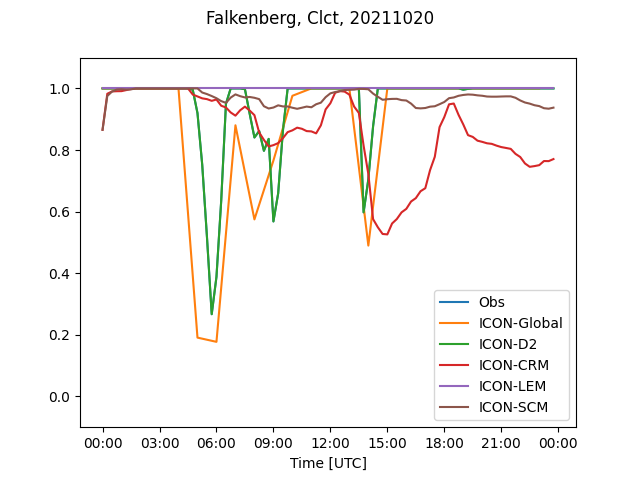 Falkenberg, Clct, 20211020
1.0
0.8
0.6
0.4
0.2
0.0
Obs
ICON-Global
ICON-D2
ICON-CRM
ICON-LEM
ICON-SCM
00:00 03:00 06:00 09:00 12:00 15:00 18:00 21:00 00:00
Time [UTC]